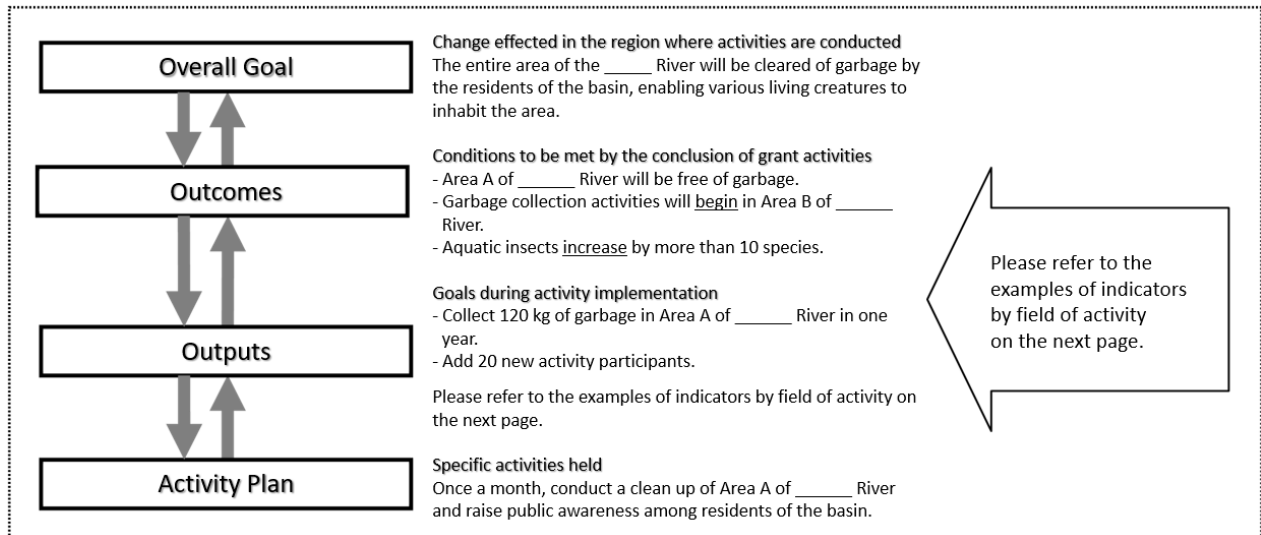 Overall Goal
Change effected in the region where activities are conducted
The entire area of the _____ River will be cleared of garbage by
the residents of the basin, enabling various living creatures to
inhabit the area.
Outcomes
Conditions to be met by the conclusion of grant activities
- Area A of ______ River will be free of garbage.
- Garbage collection activities will begin in Area B of ______
River.
- Aquatic insects increase by more than 10 species.
Outputs
Goals during activity implementation
- Collect 120 kg of garbage in Area A of ______ River in one
year.
- Add 20 new activity participants.
Please refer to the examples of indicators by field of activity on
the next page.
Activity Plan
Specific activities held
Once a month, conduct a clean up of Area A of ______ River
and raise public awareness among residents of the basin.
Please refer to the
examples of indicators
by field of activity
on the next page.